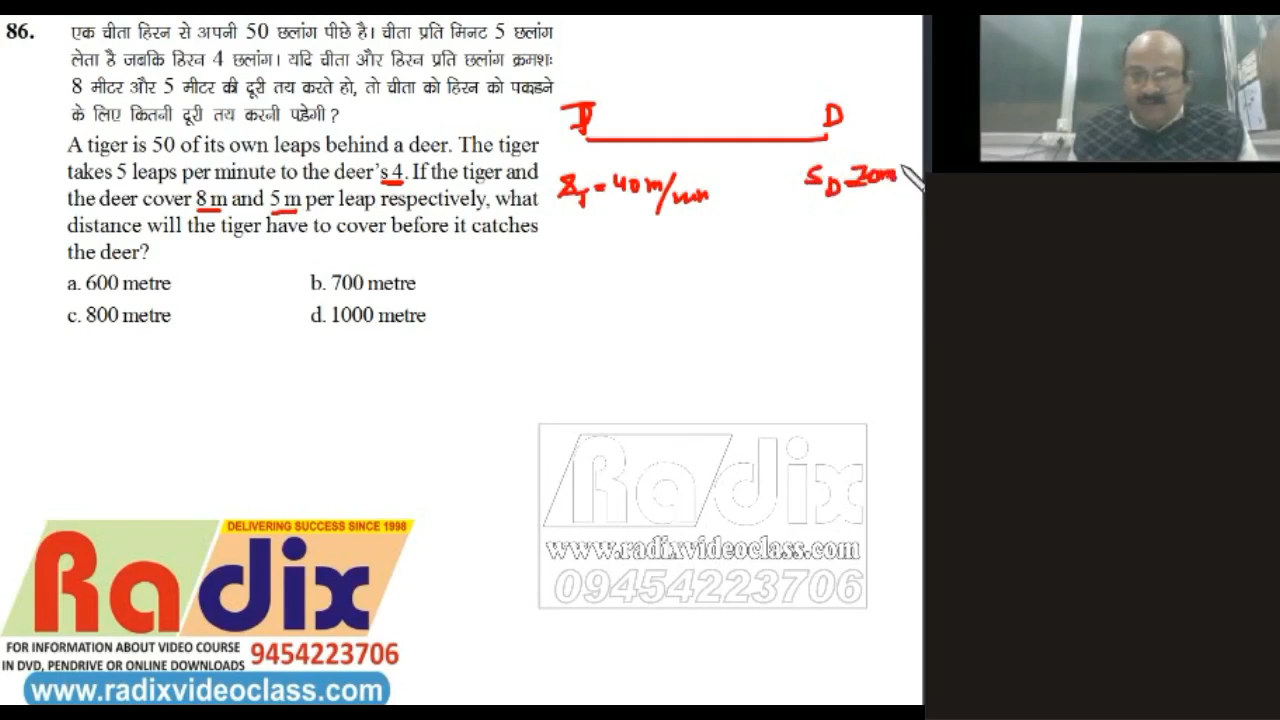 86. एक चीता हिरन से अपनी 50 छलांग पीछे है। चीता प्रति मिनट 5 छलांग
लेता है जबकि हिरन 4 छलांग। यदि चीता और हिरन प्रति छलांग क्रमशः
8 मीटर और 5 मीटर की दूरी तय करते हो, तो चीता को हिरन को पकड़ने
के लिए कितनी दूरी तय करनी पड़ेगी ?
A tiger is 50 of its own leaps behind a deer. The tiger
takes 5 leaps per minute to the deer's 4. If the tiger and
the deer cover 8 m and 5 m per leap respectively, what
distance will the tiger have to cover before it catches
the deer?
a. 600 metre b. 700 metre
c. 800 metre d. 1000 metre
T D
= 40 m/min
S_D = 20m
Radix
www.radixvideoclass.com
09454223706
DELIVERING SUCCESS SINCE 1998
Radix
FOR INFORMATION ABOUT VIDEO COURSE
IN DVD, PENDRIVE OR ONLINE DOWNLOADS 9454223706
www.radixvideoclass.com